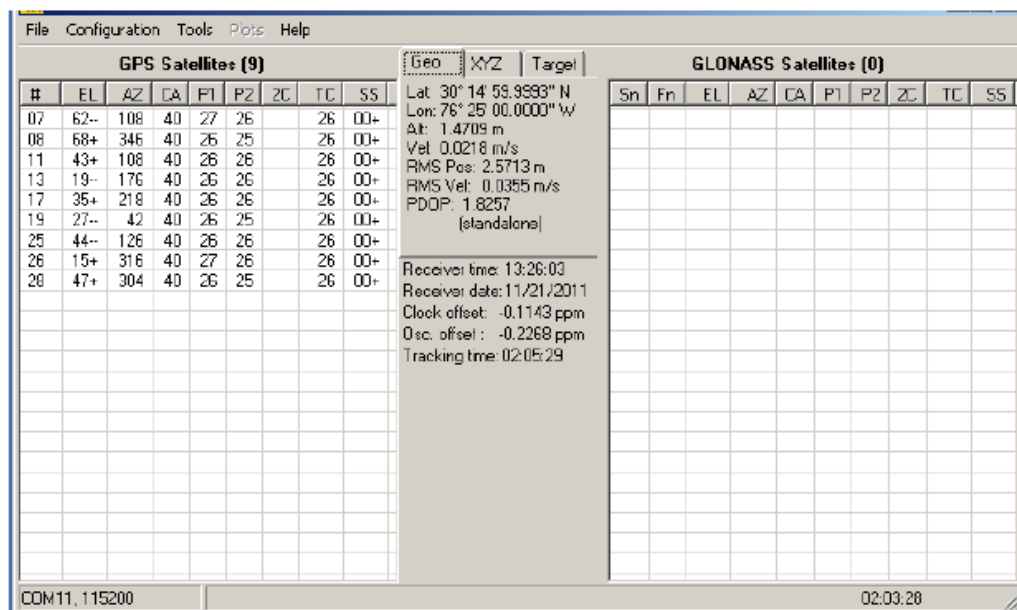 File Configuration Tools Plots Help
GPS Satellites (9)
# EL AZ CA P1 P2 2C TC SS
07 62-- 108 40 27 26 26 00+
08 68+ 346 40 26 25 26 00+
11 43+ 108 40 26 26 26 00+
13 19-- 176 40 26 26 26 00+
17 35+ 218 40 26 26 26 00+
19 27-- 42 40 26 25 26 00+
25 44-- 126 40 26 26 26 00+
26 15+ 316 40 27 26 26 00+
28 47+ 304 40 26 25 26 00+
Geo XYZ Target
Lat: 30° 14' 59.9993" N
Lon: 76° 25' 00.0000" W
Alt: 1.4709 m
Vel: 0.0218 m/s
RMS Pos: 2.5713 m
RMS Vel: 0.0355 m/s
PDOP: 1.8257
(standalone)
Receiver time: 13:26:03
Receiver date: 11/21/2011
Clock offset: -0.1143 ppm
Osc. offset : -0.2268 ppm
Tracking time: 02:05:29
GLONASS Satellites (0)
Sn Fn EL AZ CA P1 P2 2C TC SS
COM11, 115200
02:03:28